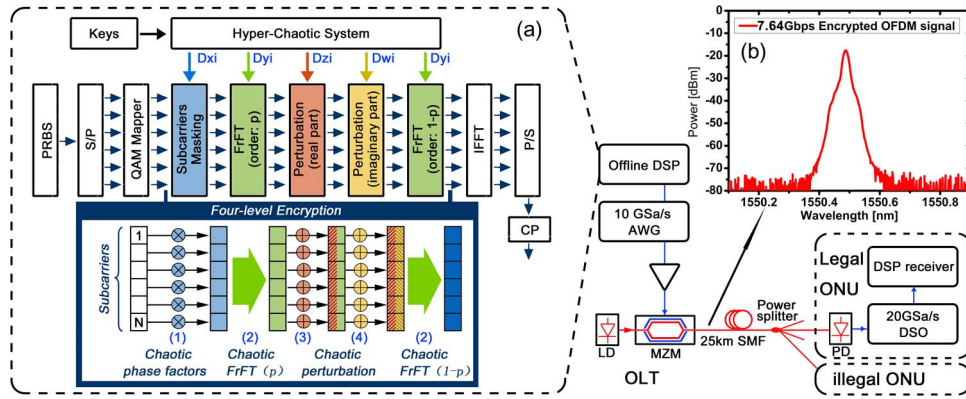 Keys
Hyper-Chaotic System
(a)
Dxi
Dyi
Dzi
Dwi
Dyi
PRBS
S/P
QAM Mapper
Subcarriers
Masking
FrFT
(order: p)
Perturbation
(real part)
Perturbation
(imaginary part)
FrFT
(order: 1-p)
IFFT
P/S
CP
Four-level Encryption
Subcarriers
1
N
(1)
(2)
(3)
(4)
(2)
Chaotic
phase factors
Chaotic
FrFT (p)
Chaotic
perturbation
Chaotic
FrFT (1-p)
Offline DSP
10 GSa/s
AWG
LD
MZM
OLT
25km SMF
Power
splitter
PD
Legal
ONU
DSP receiver
20GSa/s
DSO
illegal ONU
(b)
7.64Gbps Encrypted OFDM signal
Power [dBm]
0
-10
-20
-30
-40
-50
-60
-70
-80
1550.2
1550.4
1550.6
1550.8
Wavelength [nm]